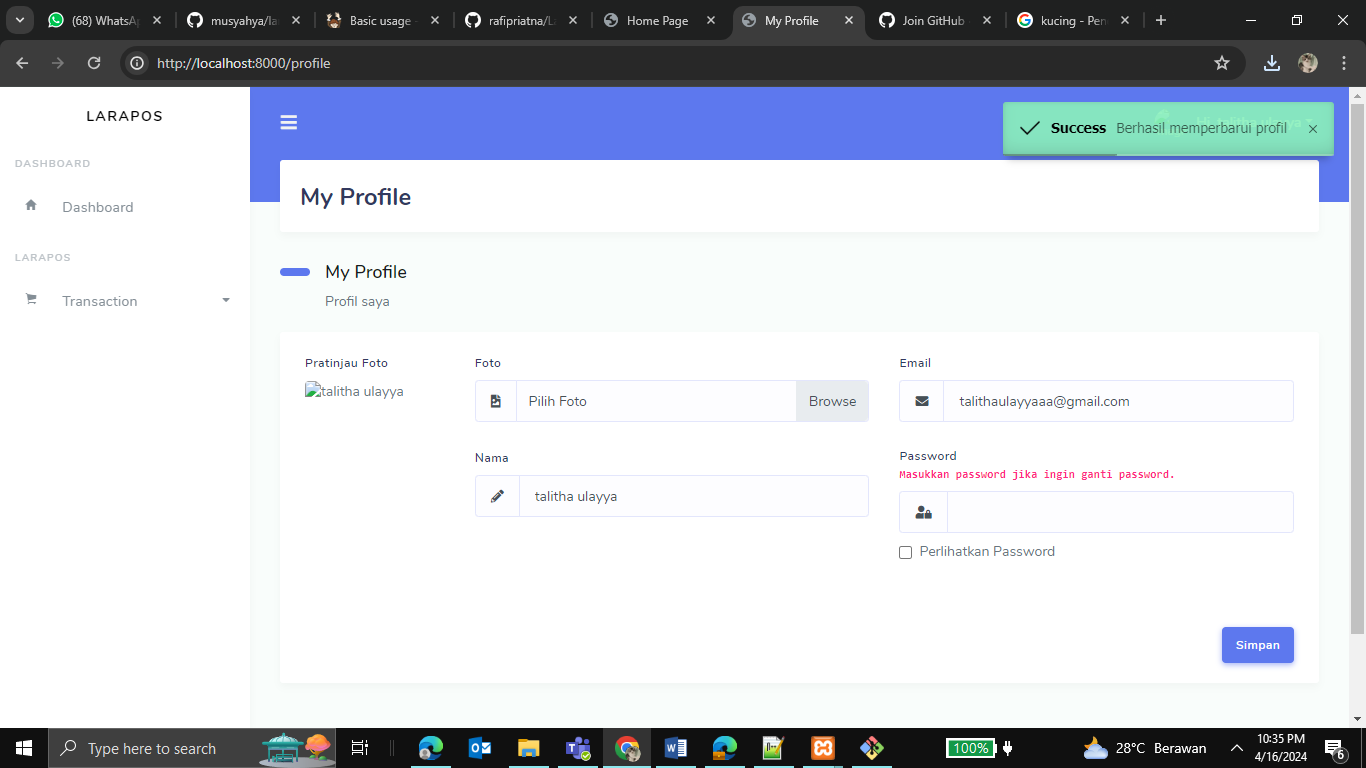 (68) WhatsA
musyahya/la
Basic usage
rafipriatna/L
Home Page
My Profile
Join GitHub
kucing - Pen
http://localhost:8000/profile
LARAPOS
DASHBOARD
Dashboard
LARAPOS
Transaction
Success Berhasil memperbarui profil
My Profile
My Profile
Profil saya
Pratinjau Foto
talitha ulayya
Foto
Pilih Foto
Browse
Nama
talitha ulayya
Email
talithaulayyaaa@gmail.com
Password
Masukkan password jika ingin ganti password.
Perlihatkan Password
Simpan
Type here to search
100%
28°C Berawan
10:35 PM
4/16/2024
6